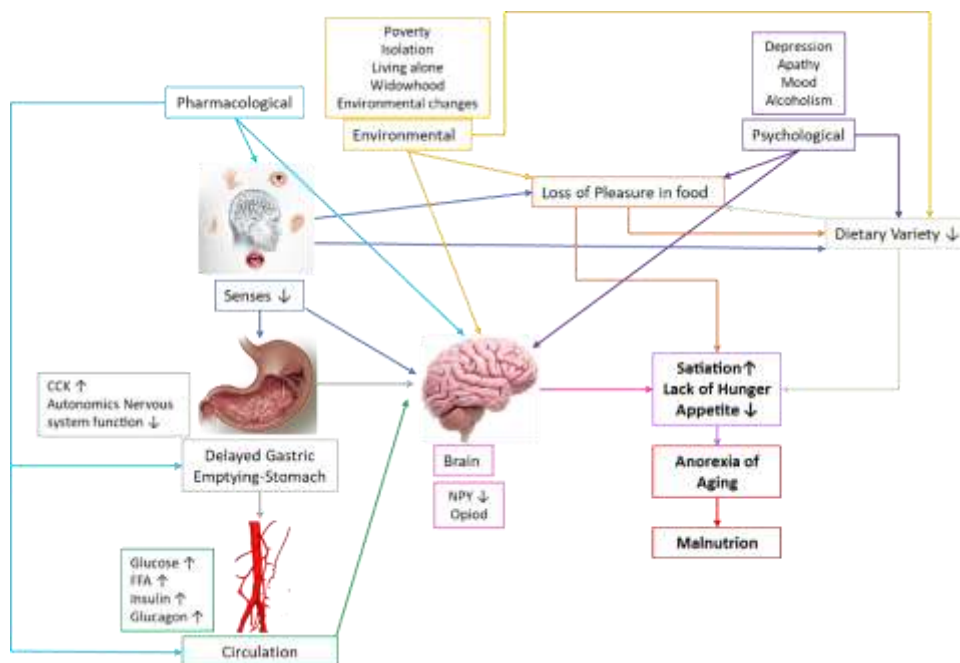 Poverty
Isolation
Living alone
Widowhood
Environmental changes
Environmental
Depression
Apathy
Mood
Alcoholism
Psychological
Pharmacological
Loss of Pleasure in food
Dietary Variety ↓
Senses ↓
CCK ↑
Autonomics Nervous
system function ↓
Delayed Gastric
Emptying-Stomach
Brain
NPY ↓
Opiod
Satiation↑
Lack of Hunger
Appetite ↓
Anorexia of
Aging
Malnutrition
Glucose ↑
FFA ↑
Insulin ↑
Glucagon ↑
Circulation